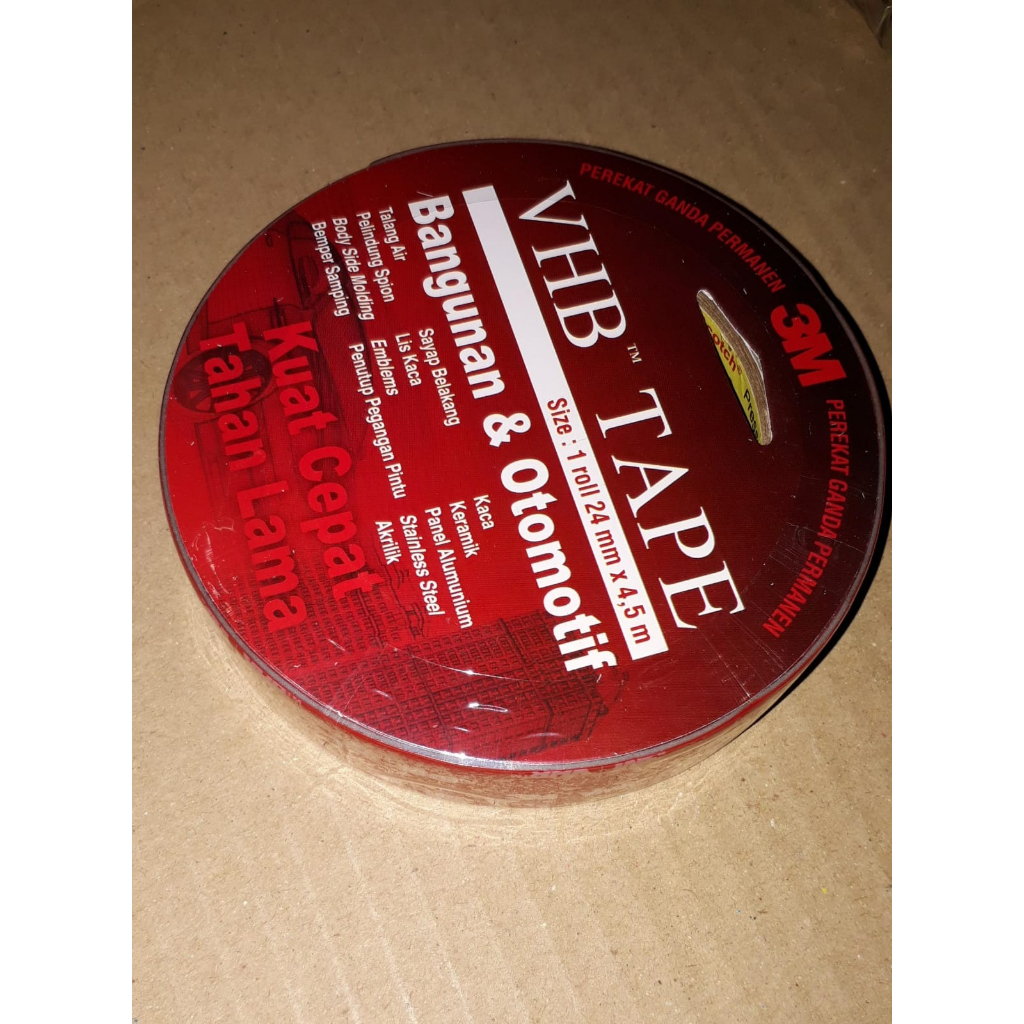 PEREKAT GANDA PERMANEN
3M
PEREKAT GANDA PERMANEN
VHB™ TAPE
Size : 1 roll 24 mm x 4,5 m
Bangunan & Otomotif
Talang Air
Pelindung Spion
Body Side Molding
Bemper Samping
Sayap Belakang
Lis Kaca
Emblems
Penutup Pegangan Pintu
Kaca
Keramik
Panel Alumunium
Stainless Steel
Akrilik
Kuat Cepat
Tahan Lama